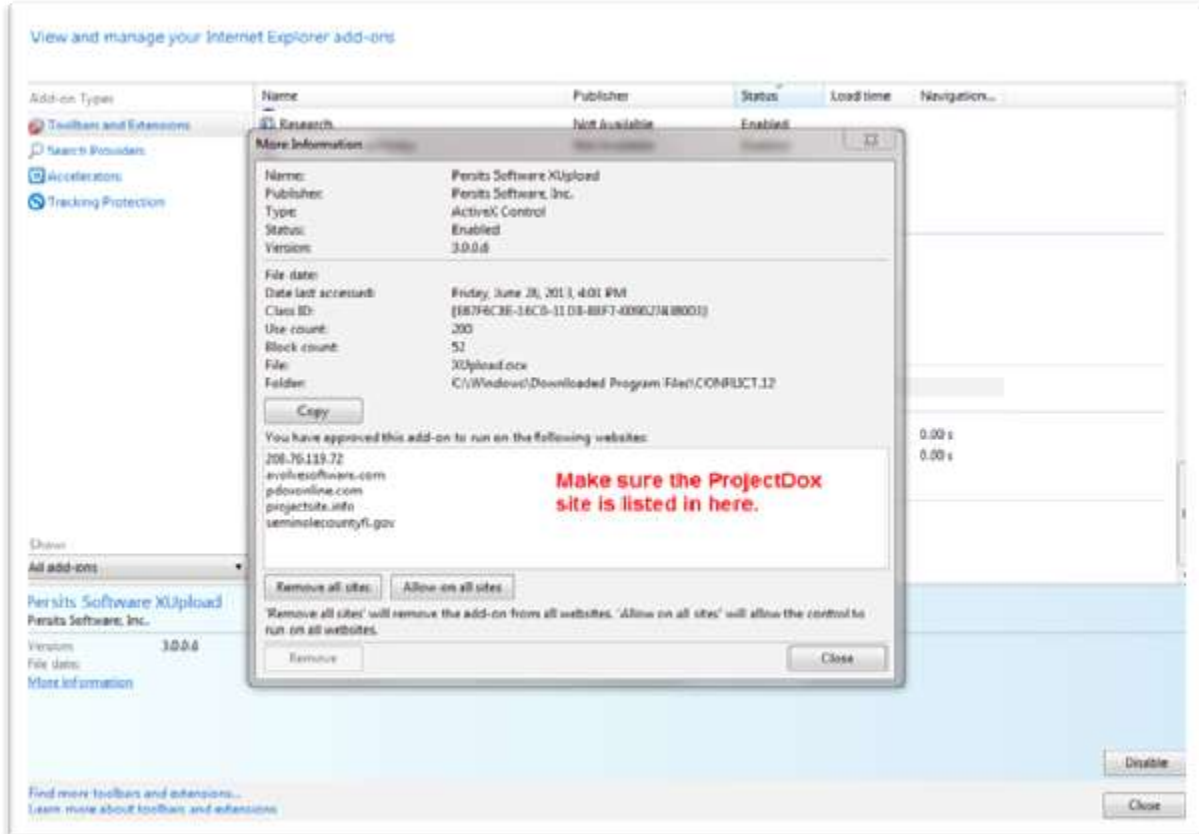 View and manage your Internet Explorer add-ons
Add-on Types
Toolbars and Extensions
Search Providers
Accelerators
Tracking Protection
Name Publisher Status Load time Navigation...
Research Not Available Enabled
More Information
Name: Persits Software XUpload
Publisher: Persits Software, Inc.
Type: ActiveX Control
Status: Enabled
Version: 3.0.0.6
File date:
Date last accessed: Friday, June 28, 2013, 4:01 PM
Class ID:
Use count: 200
Block count: 52
File: XUpload.ocx
Folder: C:\Windows\Downloaded Program Files\CONFLICT.12
Copy
You have approved this add-on to run on the following websites:
208.76.119.72
avolvesoftware.com
pdoxonline.com
projectsite.info
seminolecountyfl.gov
Make sure the ProjectDox
site is listed in here.
Remove all sites Allow on all sites
'Remove all sites' will remove the add-on from all websites. 'Allow on all sites' will allow the control to
run on all websites.
Remove Close
0.00 s
0.00 s
Show:
All add-ons
Persits Software XUpload
Persits Software, Inc.
Version: 3.0.0.6
File date:
More information
Disable
Find more toolbars and extensions...
Learn more about toolbars and extensions
Close